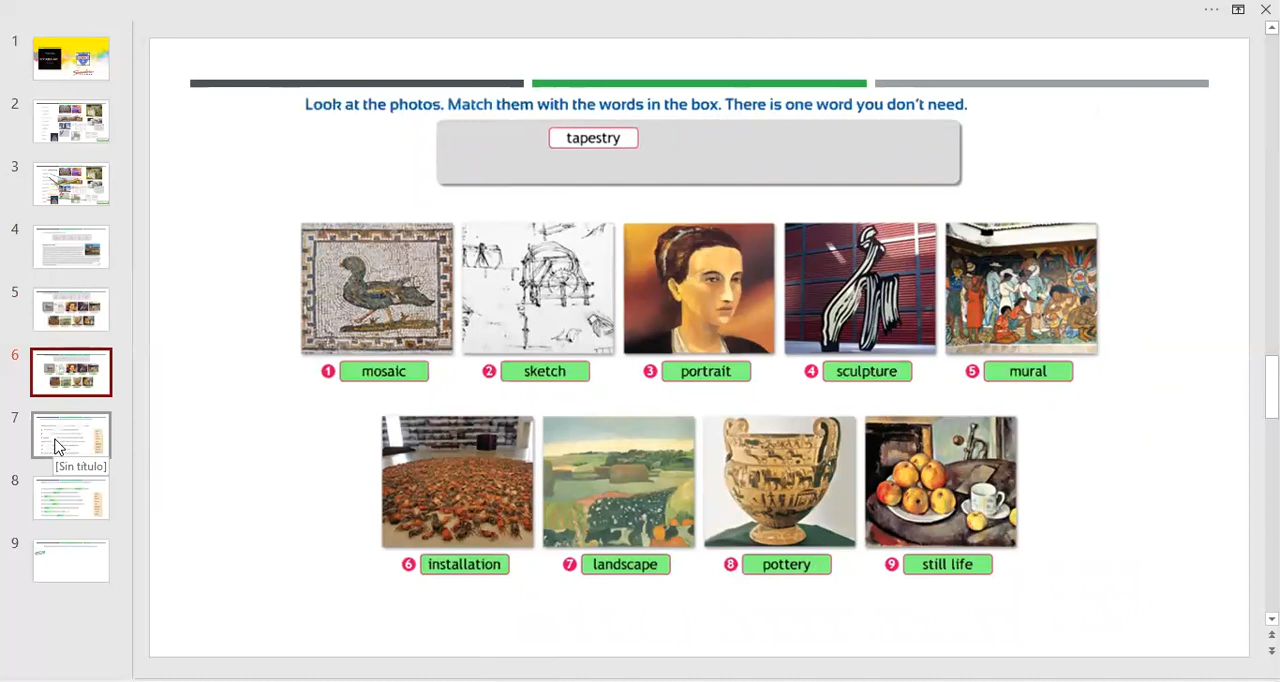 1
2
3
4
5
6
7
8
9
[Sin título]
Look at the photos. Match them with the words in the box. There is one word you don't need.
tapestry
1 mosaic
2 sketch
3 portrait
4 sculpture
5 mural
6 installation
7 landscape
8 pottery
9 still life